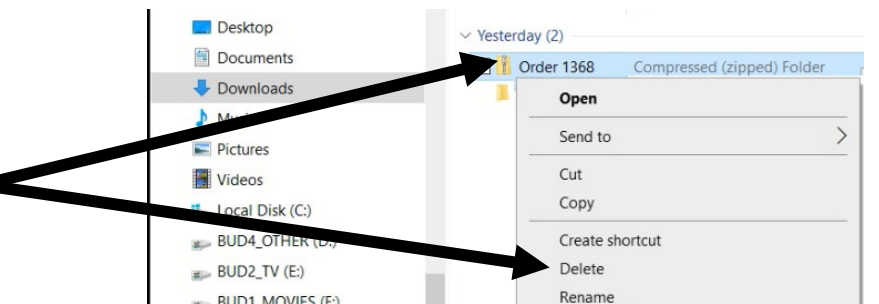 Desktop
Documents
Downloads
Pictures
Videos
Local Disk (C:)
BUD4_OTHER (D:)
BUD2_TV (E:)
BUD1_MOVIES (F:)
Yesterday (2)
Order 1368 Compressed (zipped) Folder
Open
Send to
Cut
Copy
Create shortcut
Delete
Rename